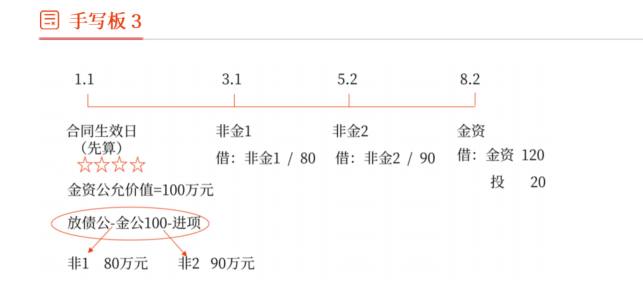 手写板 3
1.1 3.1 5.2 8.2
合同生效日 非金1 非金2 金资
（先算） 借：非金1 / 80 借：非金2 / 90 借：金资 120
投 20
金资公允价值=100万元
放债公-金公100-进项
非1 80万元 非2 90万元